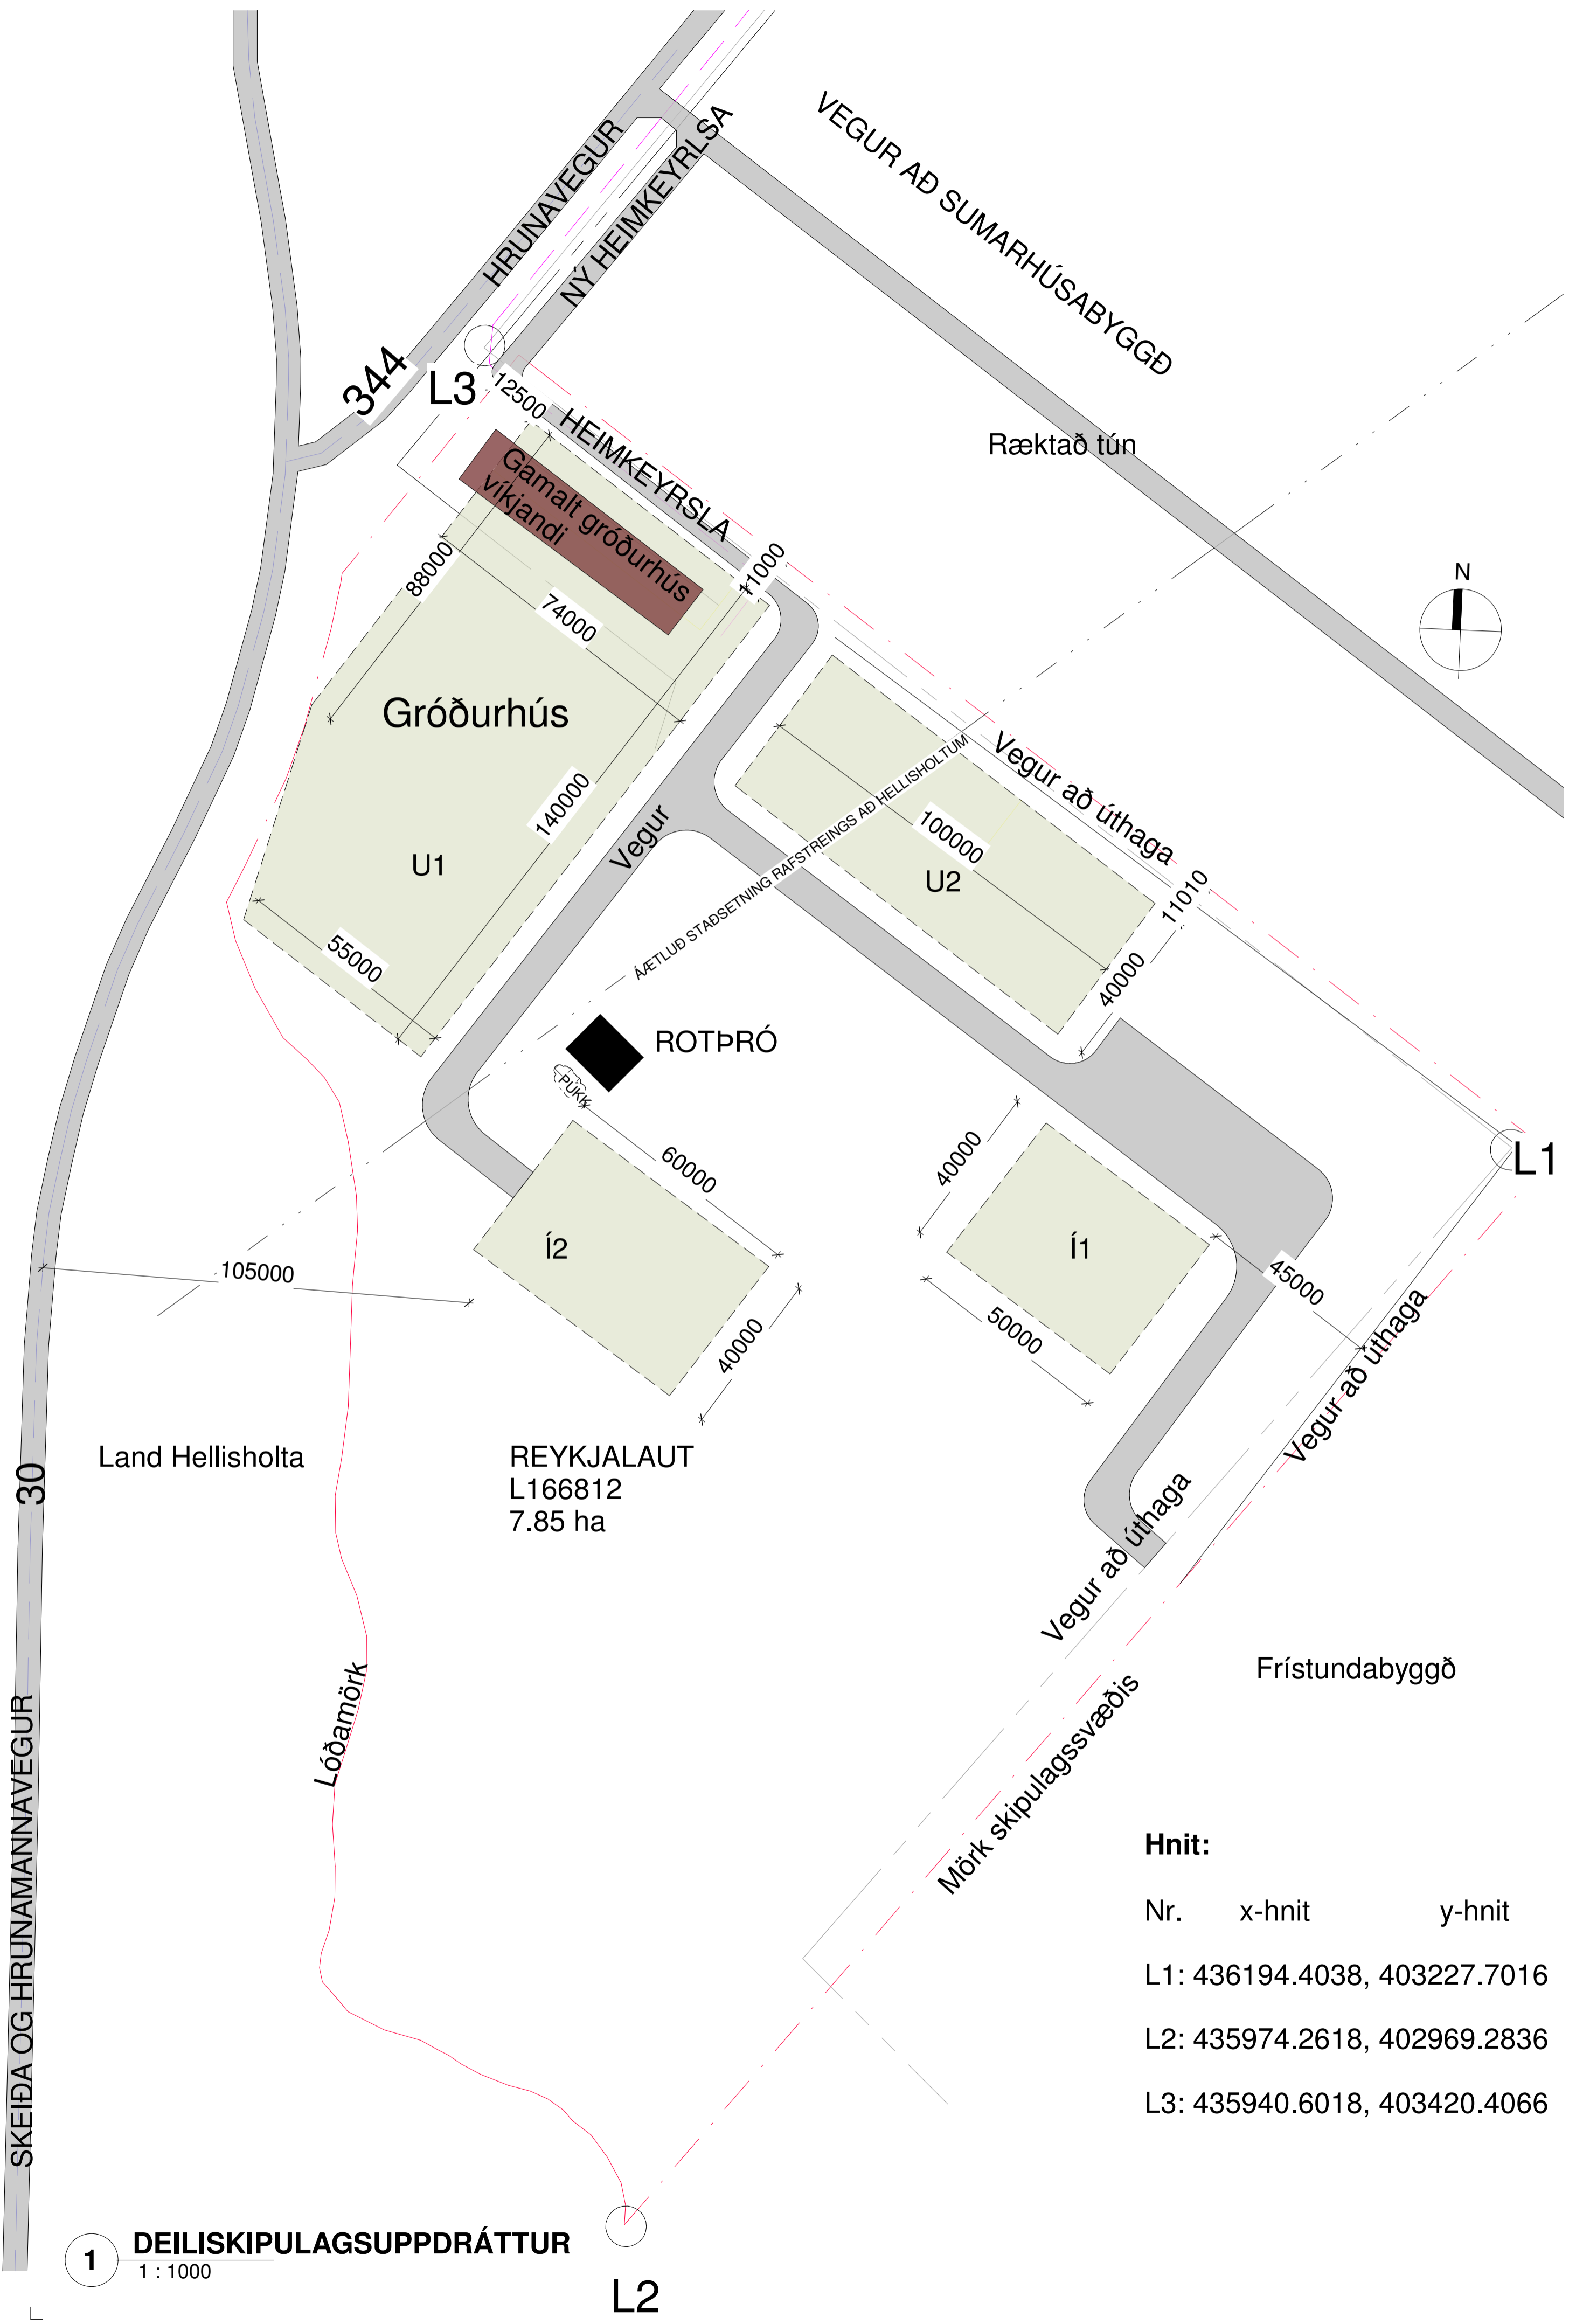 VEGUR AÐ SUMARHÚSABYGGÐ
HRUNAVEGUR
NÝ HEIMKEYRLSA
344
L3
12500
HEIMKEYRSLA
Ræktað tún
Gamalt gróðurhús
víkjandi
11000
88000
74000
N
Gróðurhús
Vegur að úthaga
140000
Vegur
ÁÆTLUÐ STAÐSETNING RAFSTREINGS AÐ HELLISHOLTUM
100000
U1
U2
11010
55000
40000
ROTÞRÓ
PÚKK
L1
60000
40000
Í2
Í1
105000
45000
50000
40000
Vegur að úthaga
Land Hellisholta
REYKJALAUT
L166812
7.85 ha
30
Vegur að úthaga
Frístundabyggð
Lóðamörk
Mörk skipulagssvæðis
SKEIÐA OG HRUNAMANNAVEGUR
Hnit:
Nr. x-hnit y-hnit
L1: 436194.4038, 403227.7016
L2: 435974.2618, 402969.2836
L3: 435940.6018, 403420.4066
1 DEILISKIPULAGSUPPDRÁTTUR
1 : 1000
L2